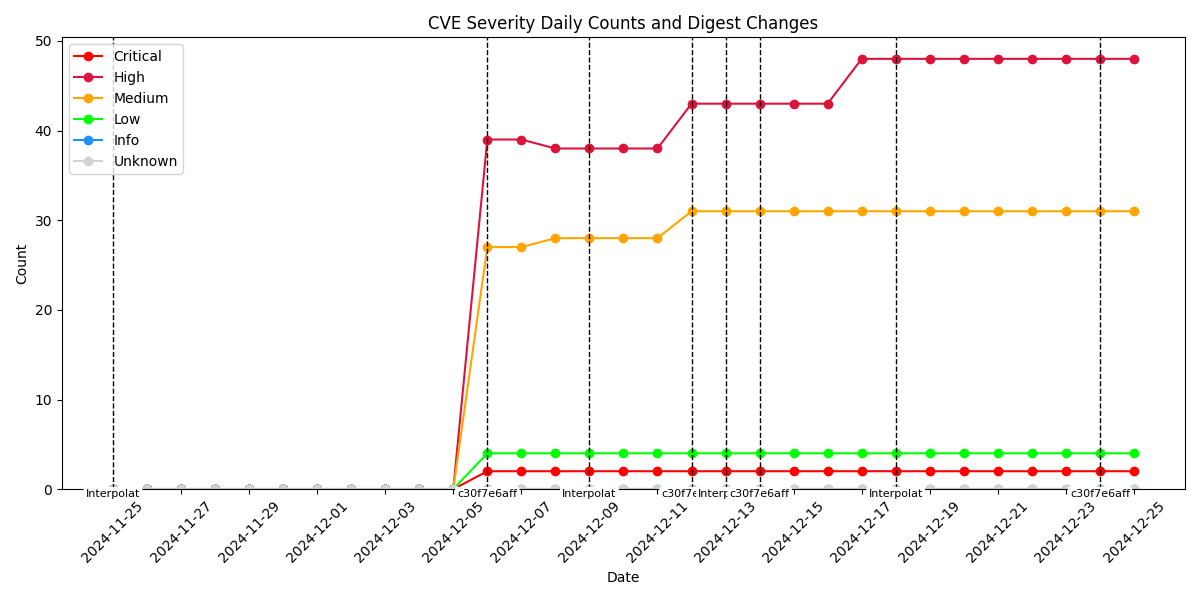 CVE Severity Daily Counts and Digest Changes
Critical
High
Medium
Low
Info
Unknown
Count
50
40
30
20
10
0
Interpolat
c30f7e6aff
Interpolat
c30f7e6aff
Interpolat
c30f7e6aff
2024-11-25
2024-11-27
2024-11-29
2024-12-01
2024-12-03
2024-12-05
2024-12-07
2024-12-09
2024-12-11
2024-12-13
2024-12-15
2024-12-17
2024-12-19
2024-12-21
2024-12-23
2024-12-25
Date